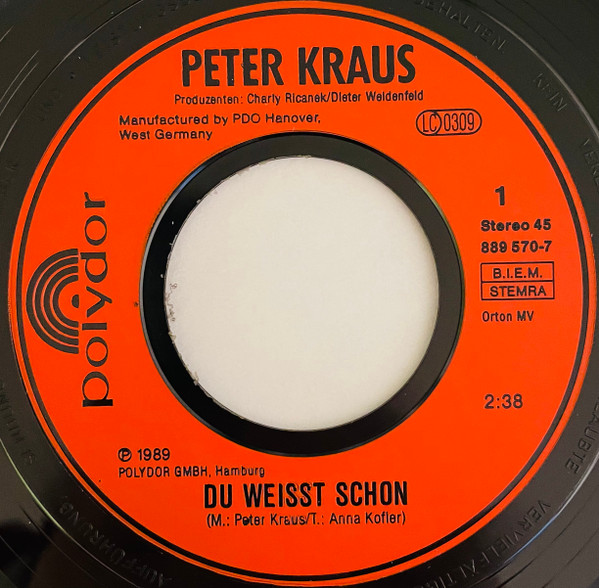 PETER KRAUS
Produzenten: Charly Ricanek/Dieter Weidenfeld
Manufactured by PDO Hanover,
West Germany
LC 0309
1
Stereo 45
889 570-7
B.I.E.M.
STEMRA
Orton MV
polydor
2:38
℗ 1989
POLYDOR GMBH, Hamburg
DU WEISST SCHON
(M.: Peter Kraus/T.: Anna Kofler)